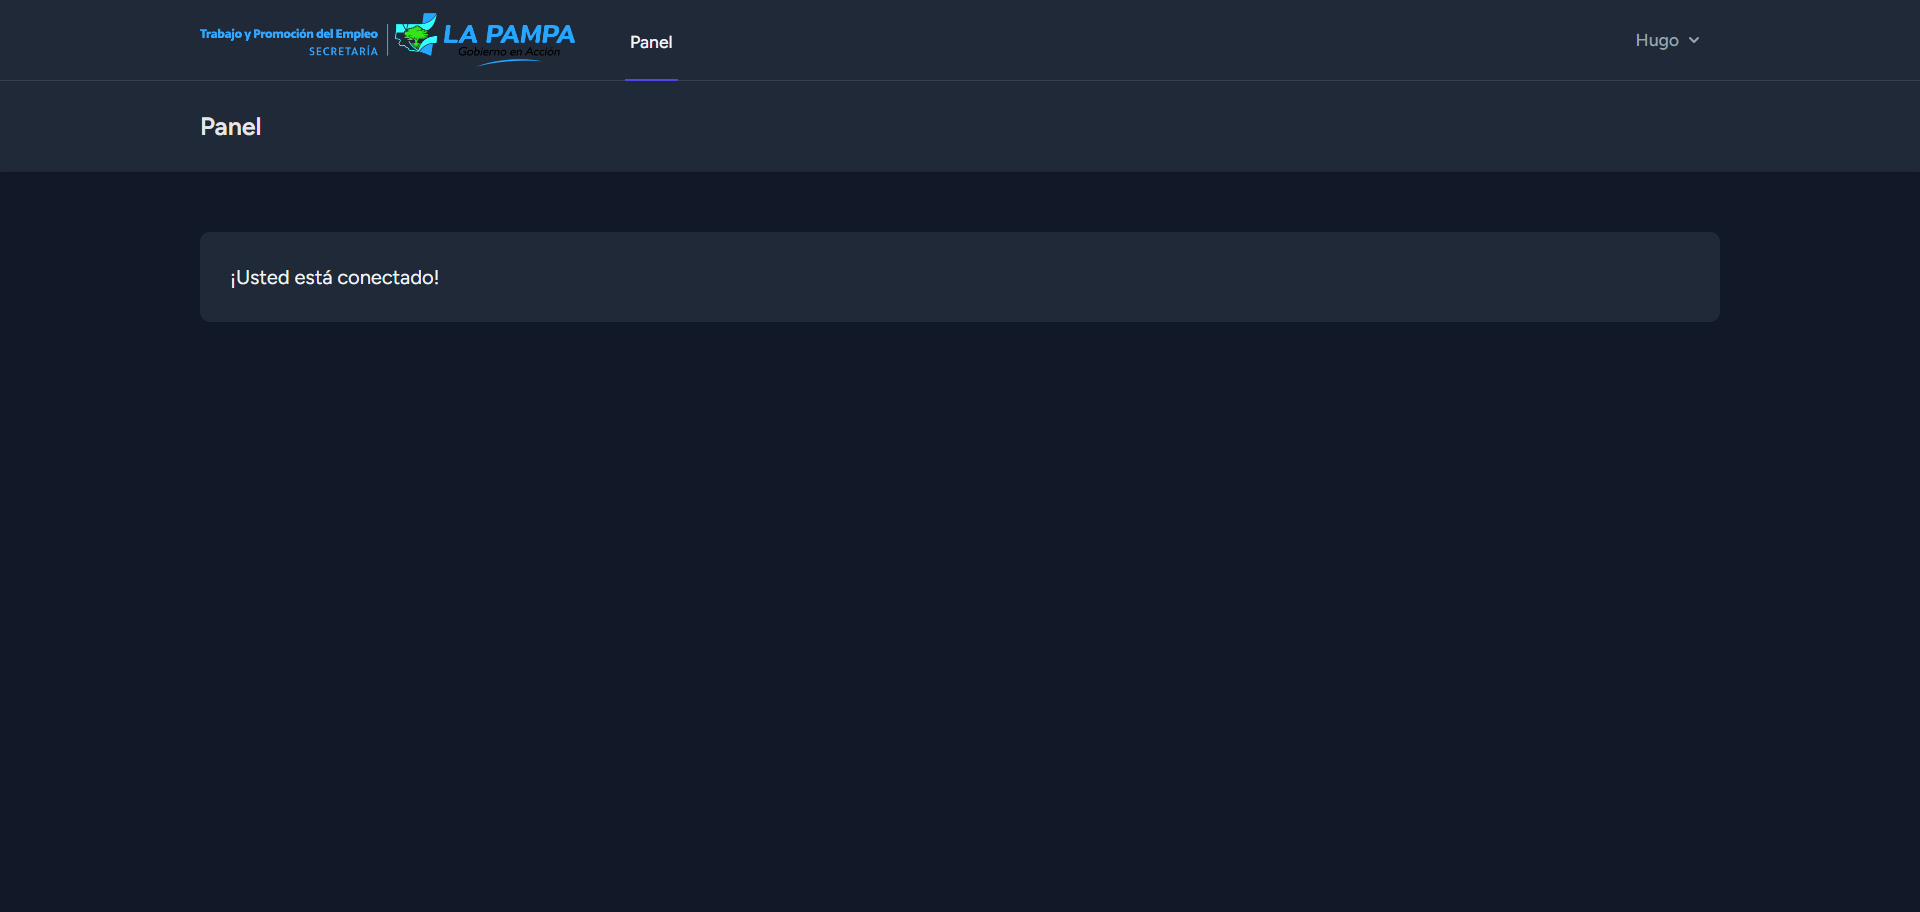 Trabajo y Promoción del Empleo
SECRETARÍA
LA PAMPA
Gobierno en Acción
Panel
Hugo
Panel
¡Usted está conectado!